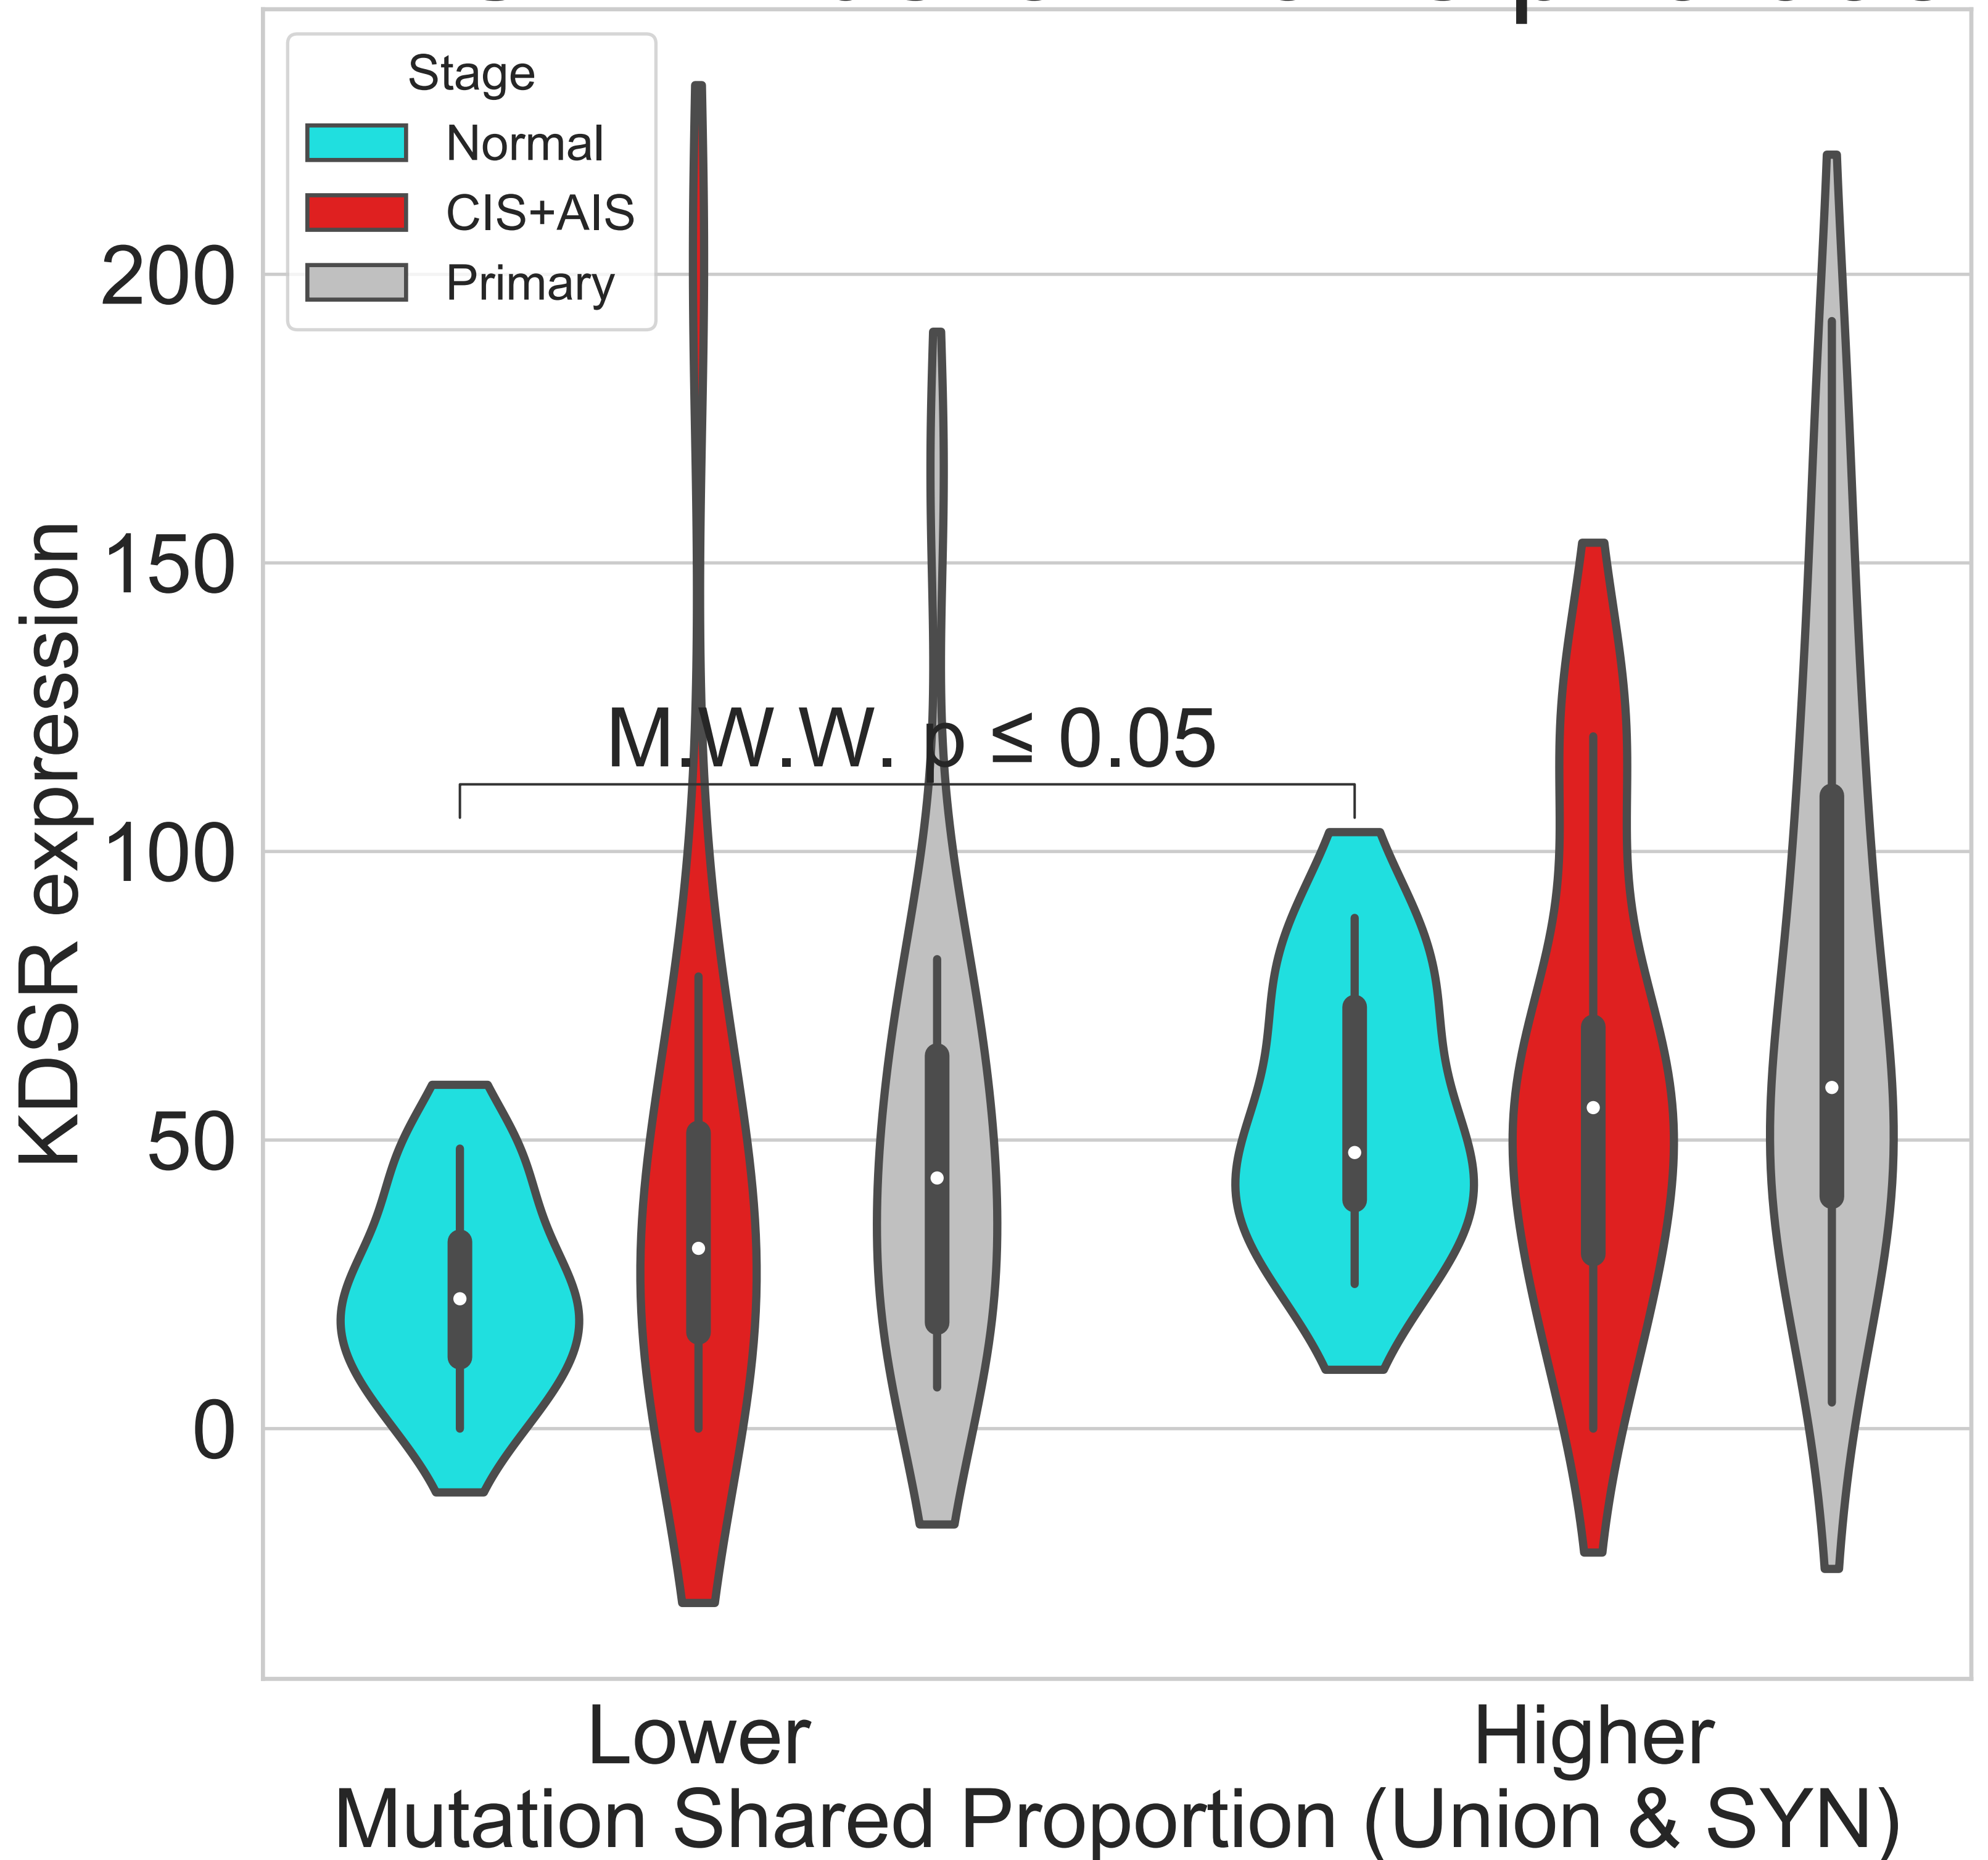 Stage
Normal
CIS+AIS
Primary
200
150
100
50
0
KDSR expression
M.W.W. p ≤ 0.05
Lower
Higher
Mutation Shared Proportion (Union & SYN)